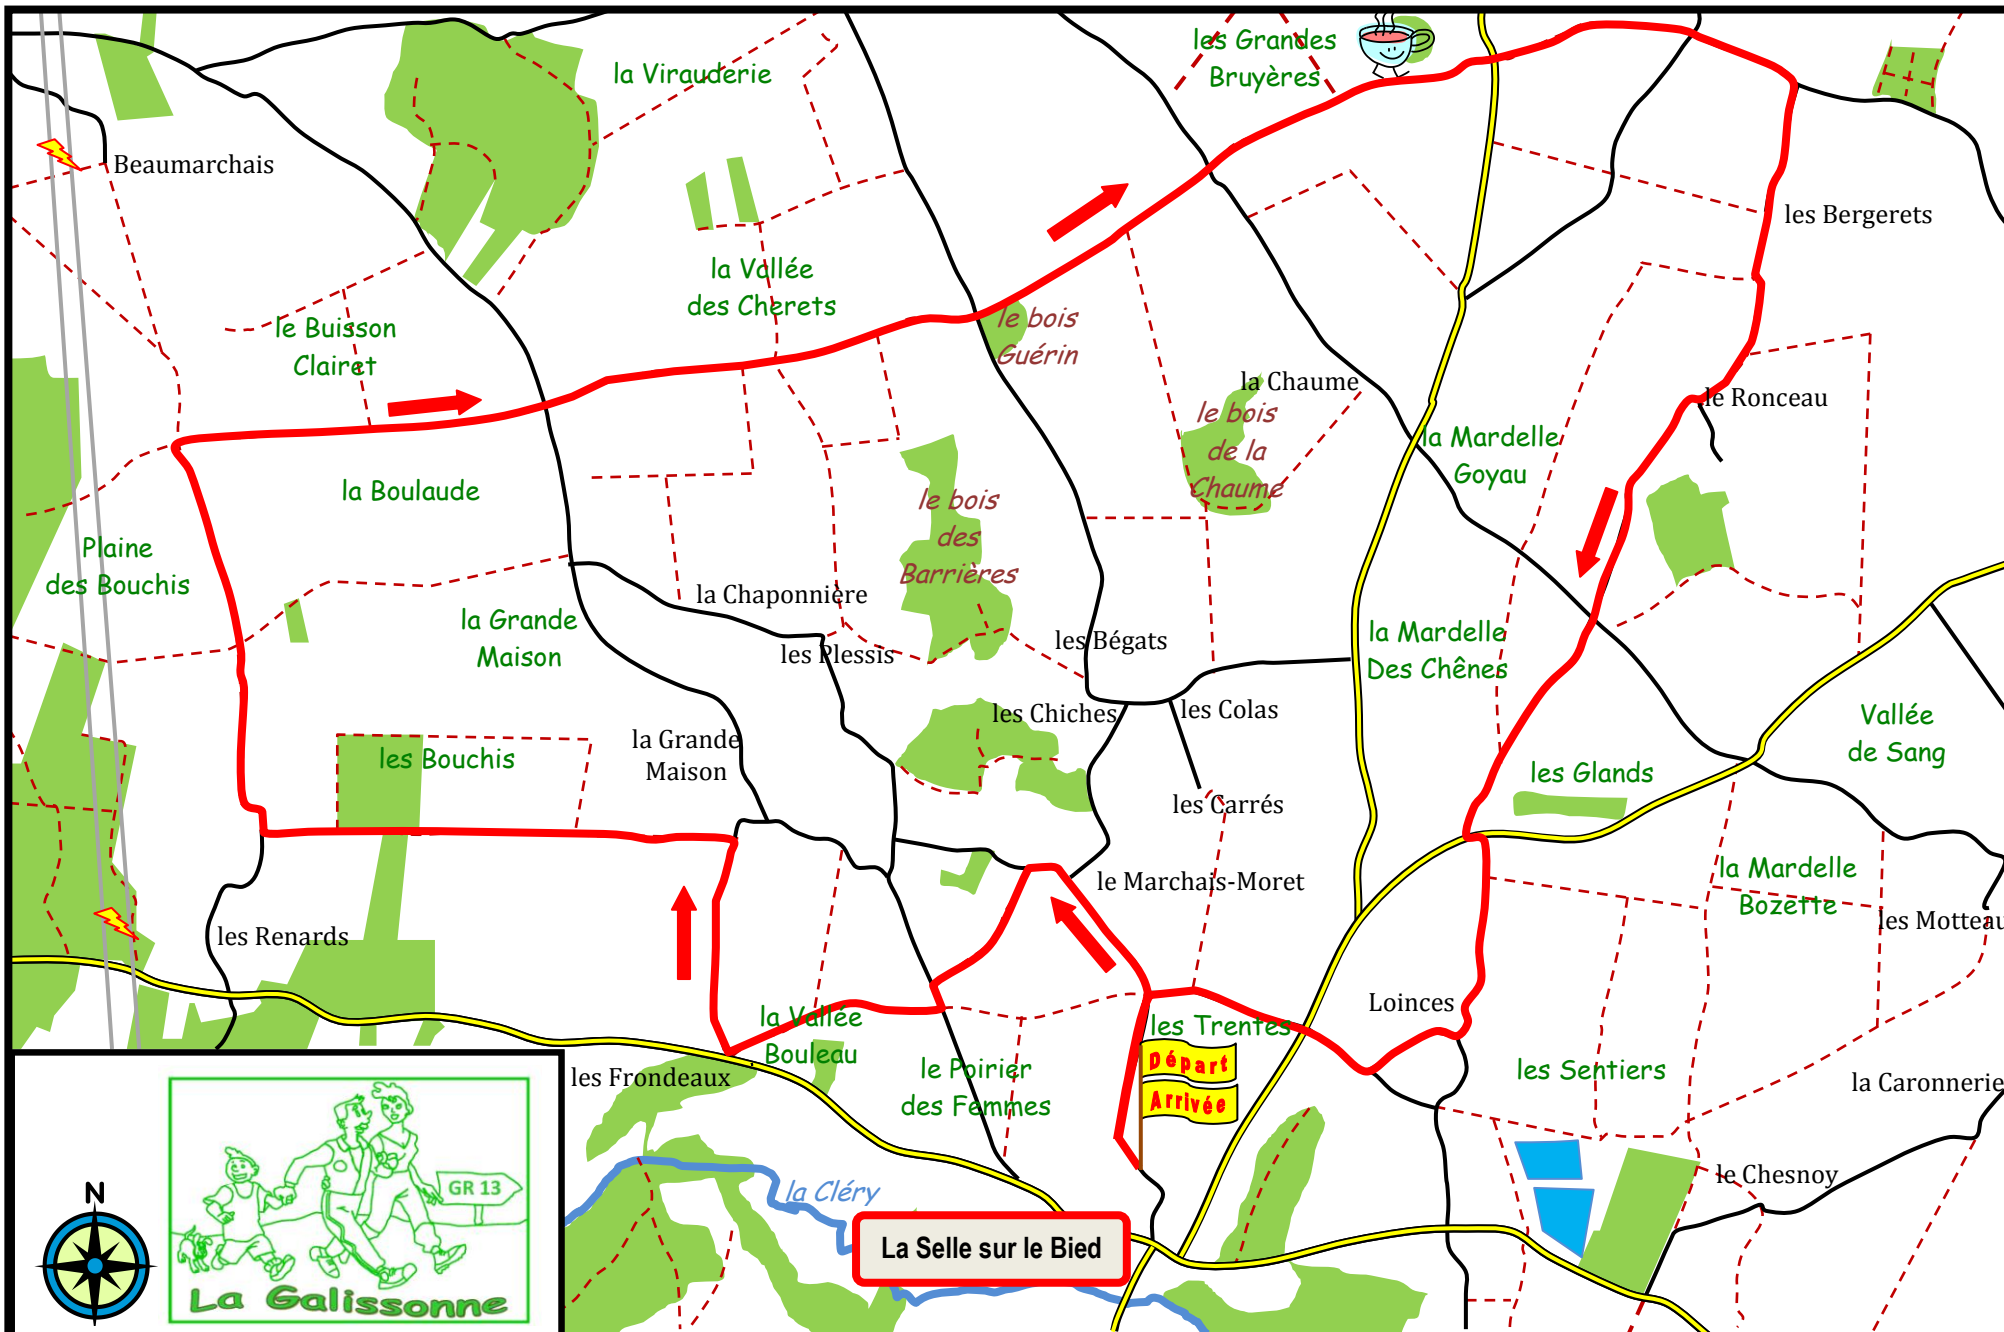 les Grandes
Bruyères
la Virauderie
Beaumarchais
les Bergerets
la Vallée
des Cherets
le Buisson
Clairet
le bois
Guérin
la Chaume
le bois
de la
Chaume
le Ronceau
la Mardelle
Goyau
la Boulaude
le bois
des
Barrières
Plaine
des Bouchis
la Chaponnière
la Grande
Maison
les Plessis
les Bégats
la Mardelle
Des Chênes
les Chiches
les Colas
Vallée
de Sang
la Grande
Maison
les Bouchis
les Glands
les Carrés
le Marchais-Moret
la Mardelle
Bozette
les Motteau
les Renards
Loinces
la Vallée
Bouleau
les Trentes
Départ
Arrivée
les Frondeaux
le Poirier
des Femmes
les Sentiers
la Caronnerie
le Chesnoy
la Cléry
La Selle sur le Bied
N
GR 13
La Galissonne